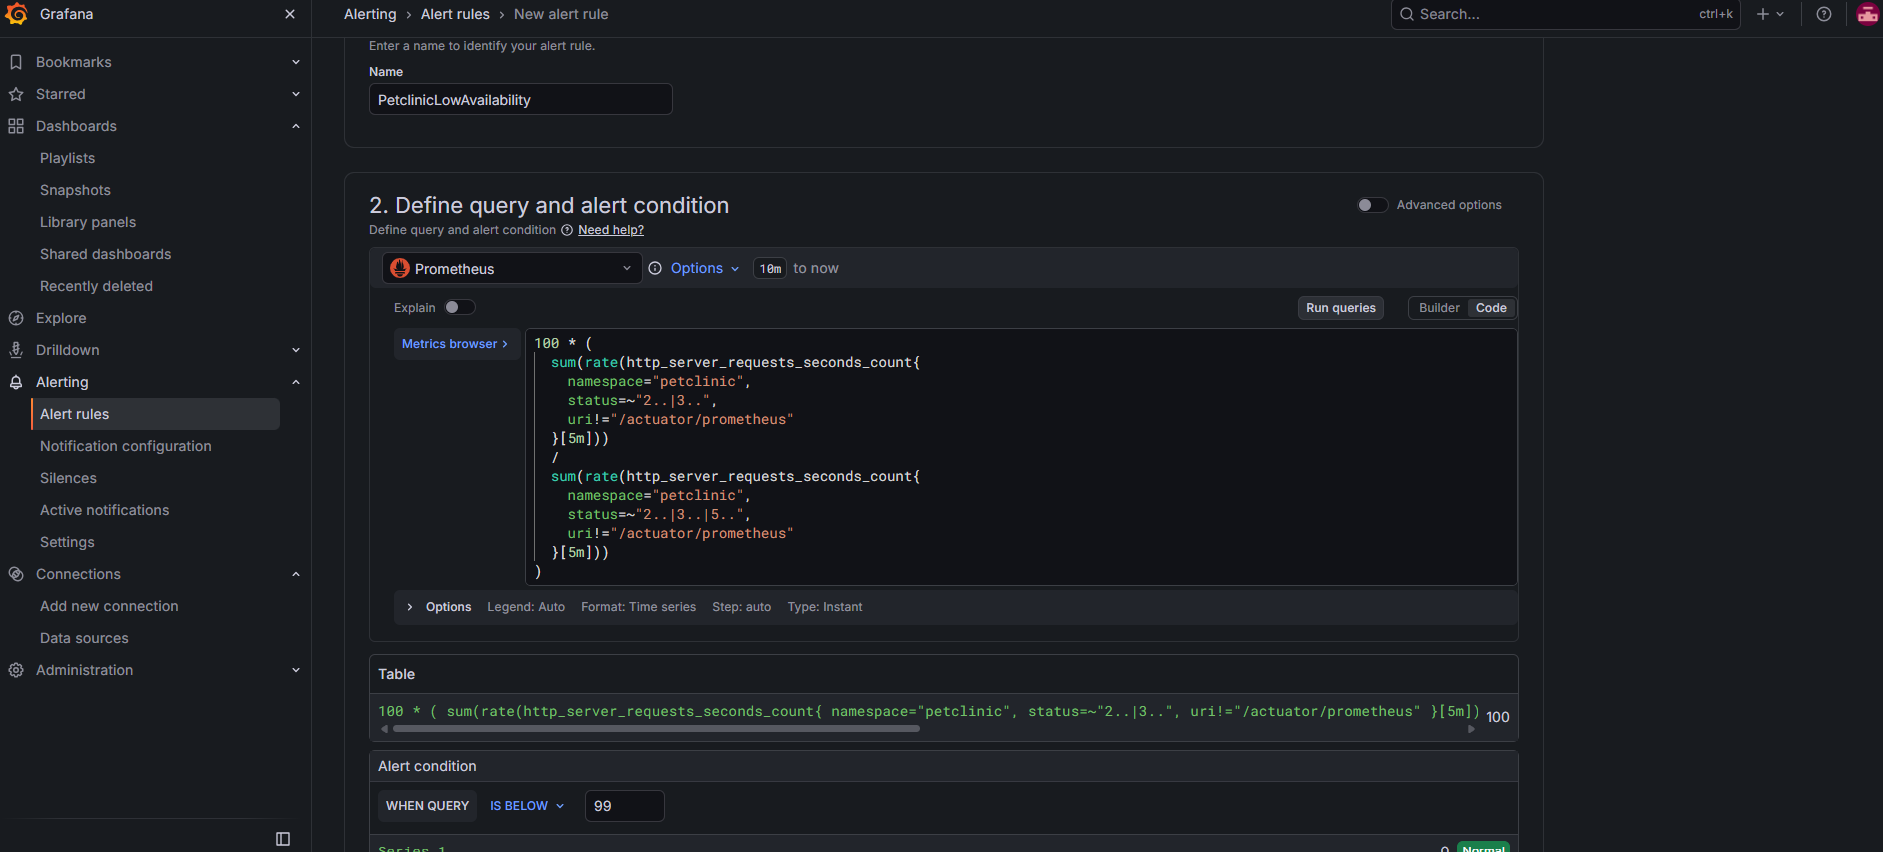 Grafana
Alerting › Alert rules › New alert rule
Search...
ctrl+k
Bookmarks
Starred
Dashboards
Playlists
Snapshots
Library panels
Shared dashboards
Recently deleted
Explore
Drilldown
Alerting
Alert rules
Notification configuration
Silences
Active notifications
Settings
Connections
Add new connection
Data sources
Administration
Enter a name to identify your alert rule.
Name
PetclinicLowAvailability
2. Define query and alert condition
Advanced options
Define query and alert condition Need help?
Prometheus
Options
10m to now
Explain
Run queries
Builder Code
Metrics browser >
100 * (
sum(rate(http_server_requests_seconds_count{
namespace="petclinic",
status=~"2..|3..",
uri!="/actuator/prometheus"
}[5m]))
/
sum(rate(http_server_requests_seconds_count{
namespace="petclinic",
status=~"2..|3..|5..",
uri!="/actuator/prometheus"
}[5m]))
)
Options Legend: Auto Format: Time series Step: auto Type: Instant
Table
100 * ( sum(rate(http_server_requests_seconds_count{ namespace="petclinic", status=~"2..|3..", uri!="/actuator/prometheus" }[5m]) 100
Alert condition
WHEN QUERY IS BELOW 99
Series 1
0 Normal